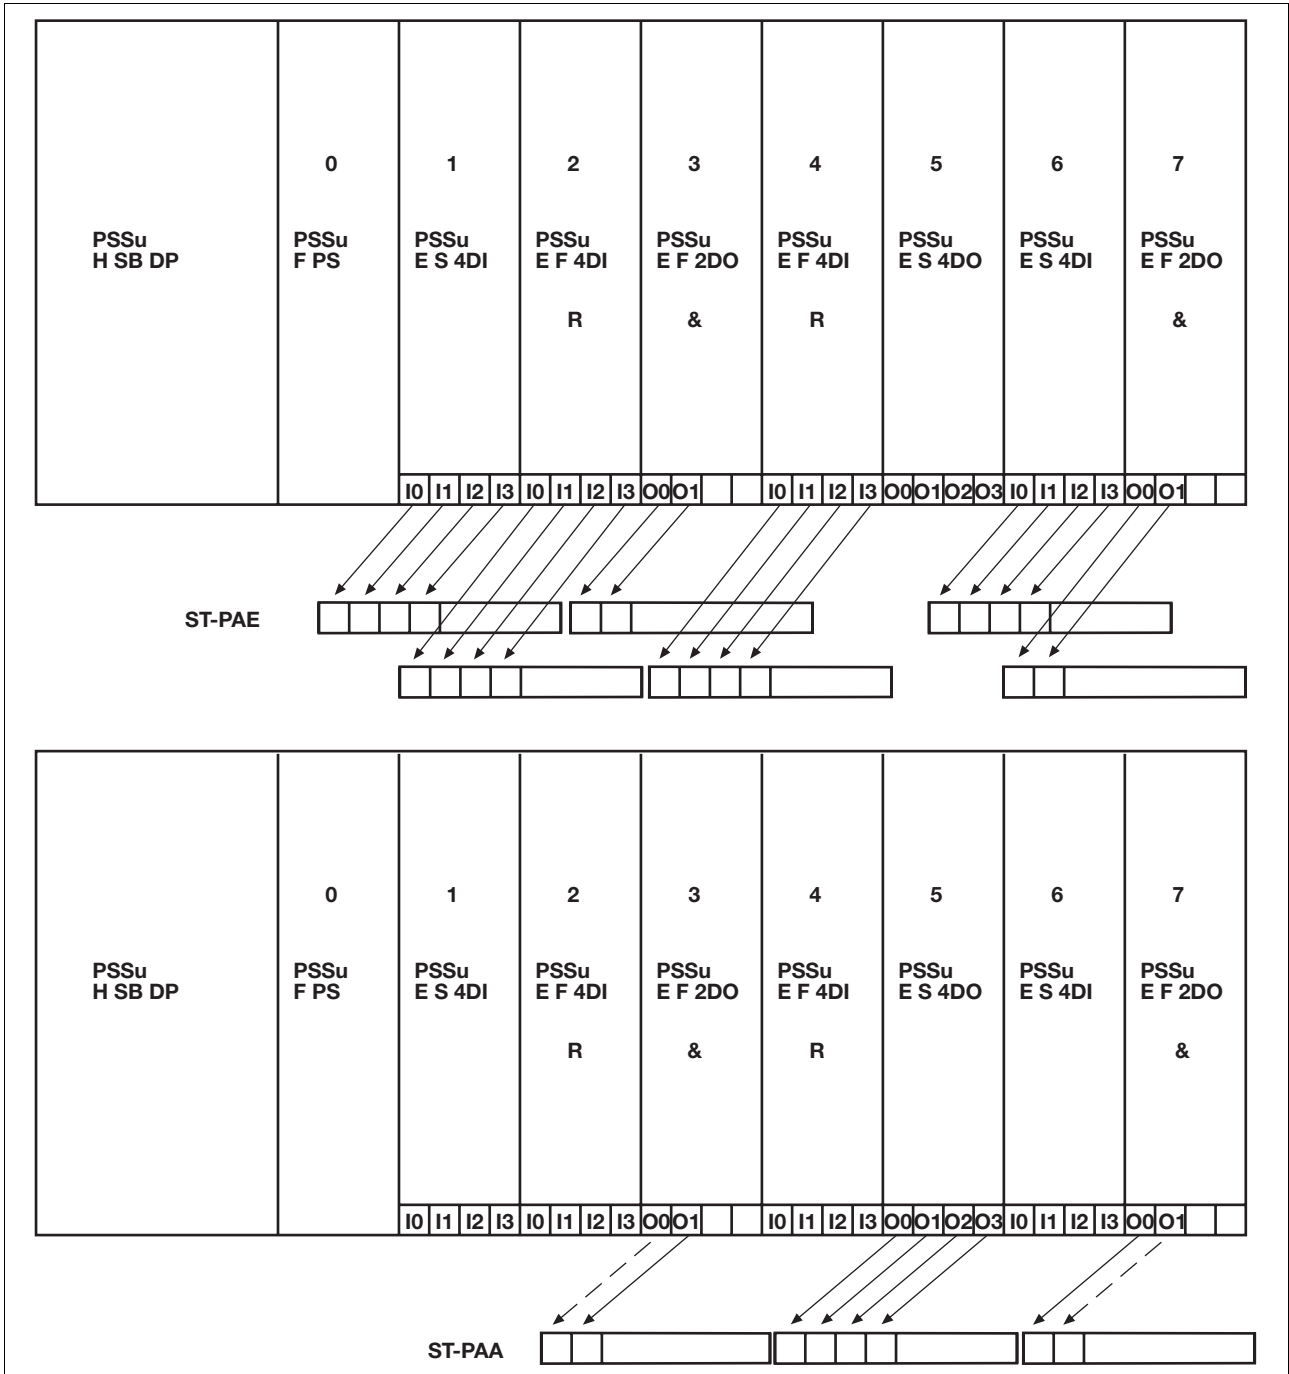 0 1 2 3 4 5 6 7
PSSu PSSu PSSu PSSu PSSu PSSu PSSu PSSu PSSu
H SB DP F PS E S 4DI E F 4DI E F 2DO E F 4DI E S 4DO E S 4DI E F 2DO
R & R &
I0 I1 I2 I3 I0 I1 I2 I3 O0 O1 I0 I1 I2 I3 O0 O1 O2 O3 I0 I1 I2 I3 O0 O1
ST-PAE
0 1 2 3 4 5 6 7
PSSu PSSu PSSu PSSu PSSu PSSu PSSu PSSu PSSu
H SB DP F PS E S 4DI E F 4DI E F 2DO E F 4DI E S 4DO E S 4DI E F 2DO
R & R &
I0 I1 I2 I3 I0 I1 I2 I3 O0 O1 I0 I1 I2 I3 O0 O1 O2 O3 I0 I1 I2 I3 O0 O1
ST-PAA